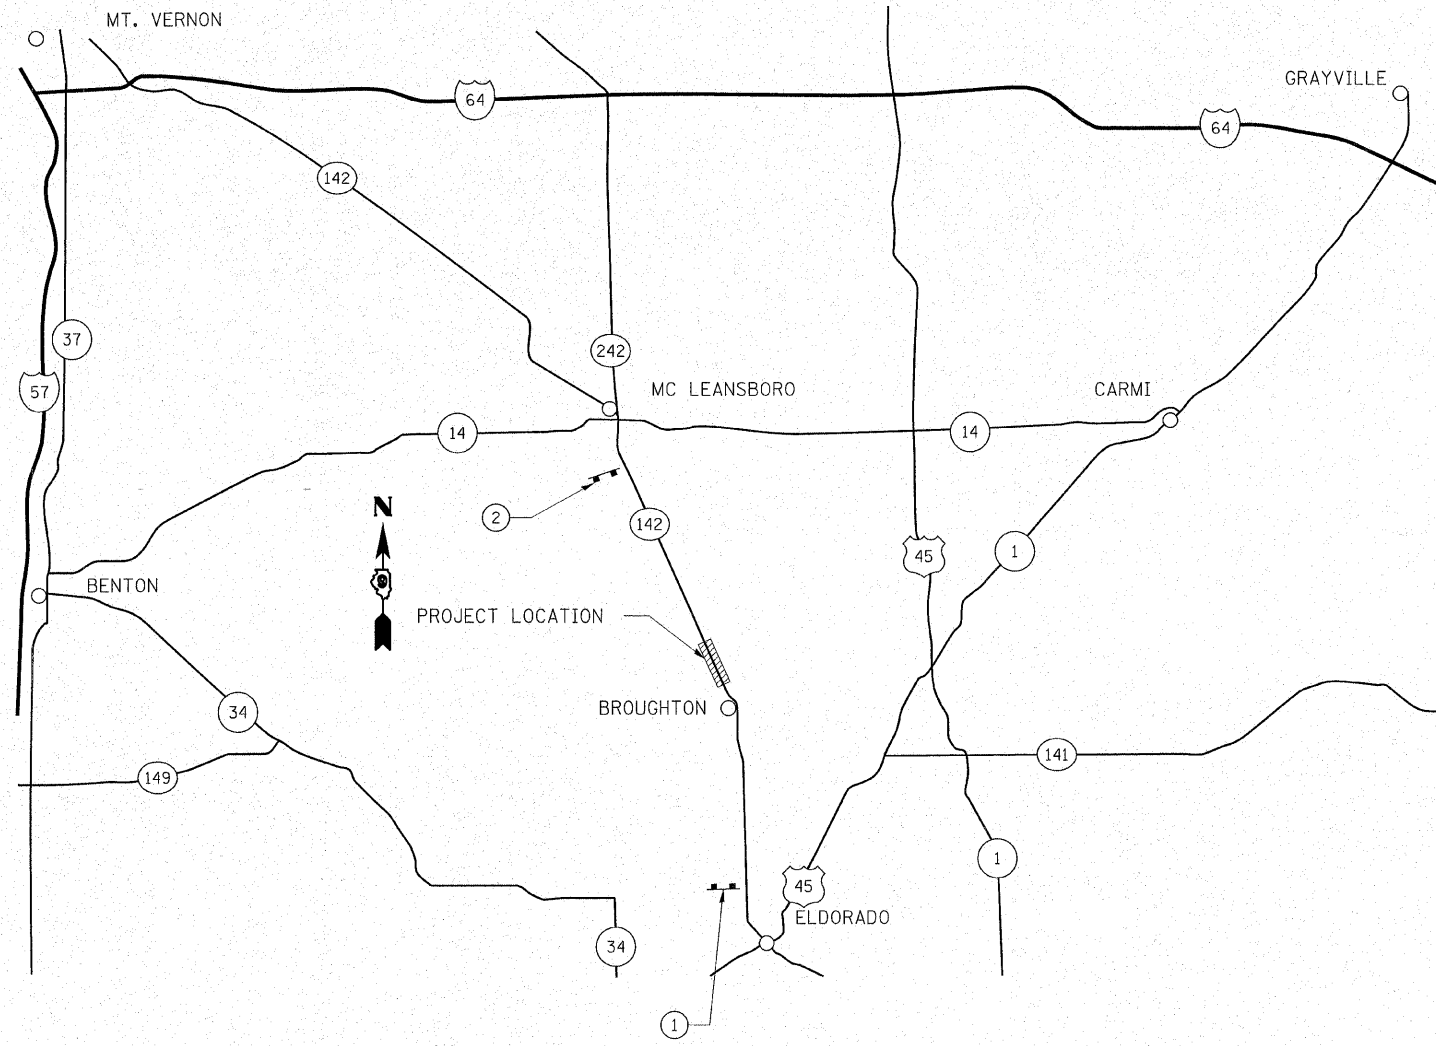 MT. VERNON
GRAYVILLE
64
64
142
37
242
57
MC LEANSBORO
CARMI
14
14
N
2
142
45
1
BENTON
PROJECT LOCATION
34
BROUGHTON
149
141
1
45
ELDORADO
34
1